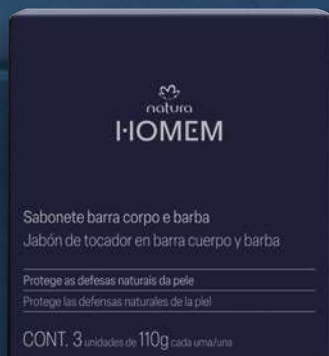 natura
HOMEM
Sabonete barra corpo e barba
Jabón de tocador en barra cuerpo y barba
Protege as defesas naturais da pele
Protege las defensas naturales de la piel
CONT. 3 unidades de 110g cada uma/una